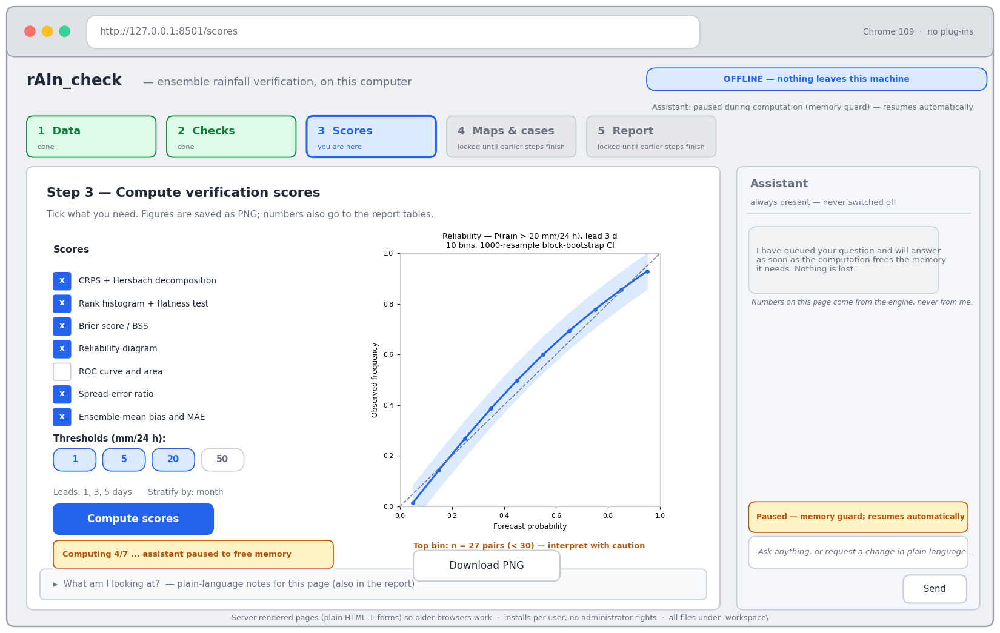 http://127.0.0.1:8501/scores
Chrome 109 · no plug-ins
rAIn_check — ensemble rainfall verification, on this computer
OFFLINE — nothing leaves this machine
Assistant: paused during computation (memory guard) — resumes automatically
1 Data
done
2 Checks
done
3 Scores
you are here
4 Maps & cases
locked until earlier steps finish
5 Report
locked until earlier steps finish
Step 3 — Compute verification scores
Tick what you need. Figures are saved as PNG; numbers also go to the report tables.
Scores
x CRPS + Hersbach decomposition
x Rank histogram + flatness test
x Brier score / BSS
x Reliability diagram
ROC curve and area
x Spread-error ratio
x Ensemble-mean bias and MAE
Thresholds (mm/24 h):
1 5 20 50
Leads: 1, 3, 5 days Stratify by: month
Compute scores
Computing 4/7 ... assistant paused to free memory
Reliability — P(rain > 20 mm/24 h), lead 3 d
10 bins, 1000-resample block-bootstrap CI
Observed frequency
1.0
0.8
0.6
0.4
0.2
0.0
0.0 0.2 0.4 0.6 0.8 1.0
Forecast probability
Top bin: n = 27 pairs (< 30) — interpret with caution
Download PNG
▸ What am I looking at? — plain-language notes for this page (also in the report)
Assistant
always present — never switched off
I have queued your question and will answer
as soon as the computation frees the memory
it needs. Nothing is lost.
Numbers on this page come from the engine, never from me.
Paused — memory guard; resumes automatically
Ask anything, or request a change in plain language...
Send
Server-rendered pages (plain HTML + forms) so older browsers work · installs per-user, no administrator rights · all files under workspace\